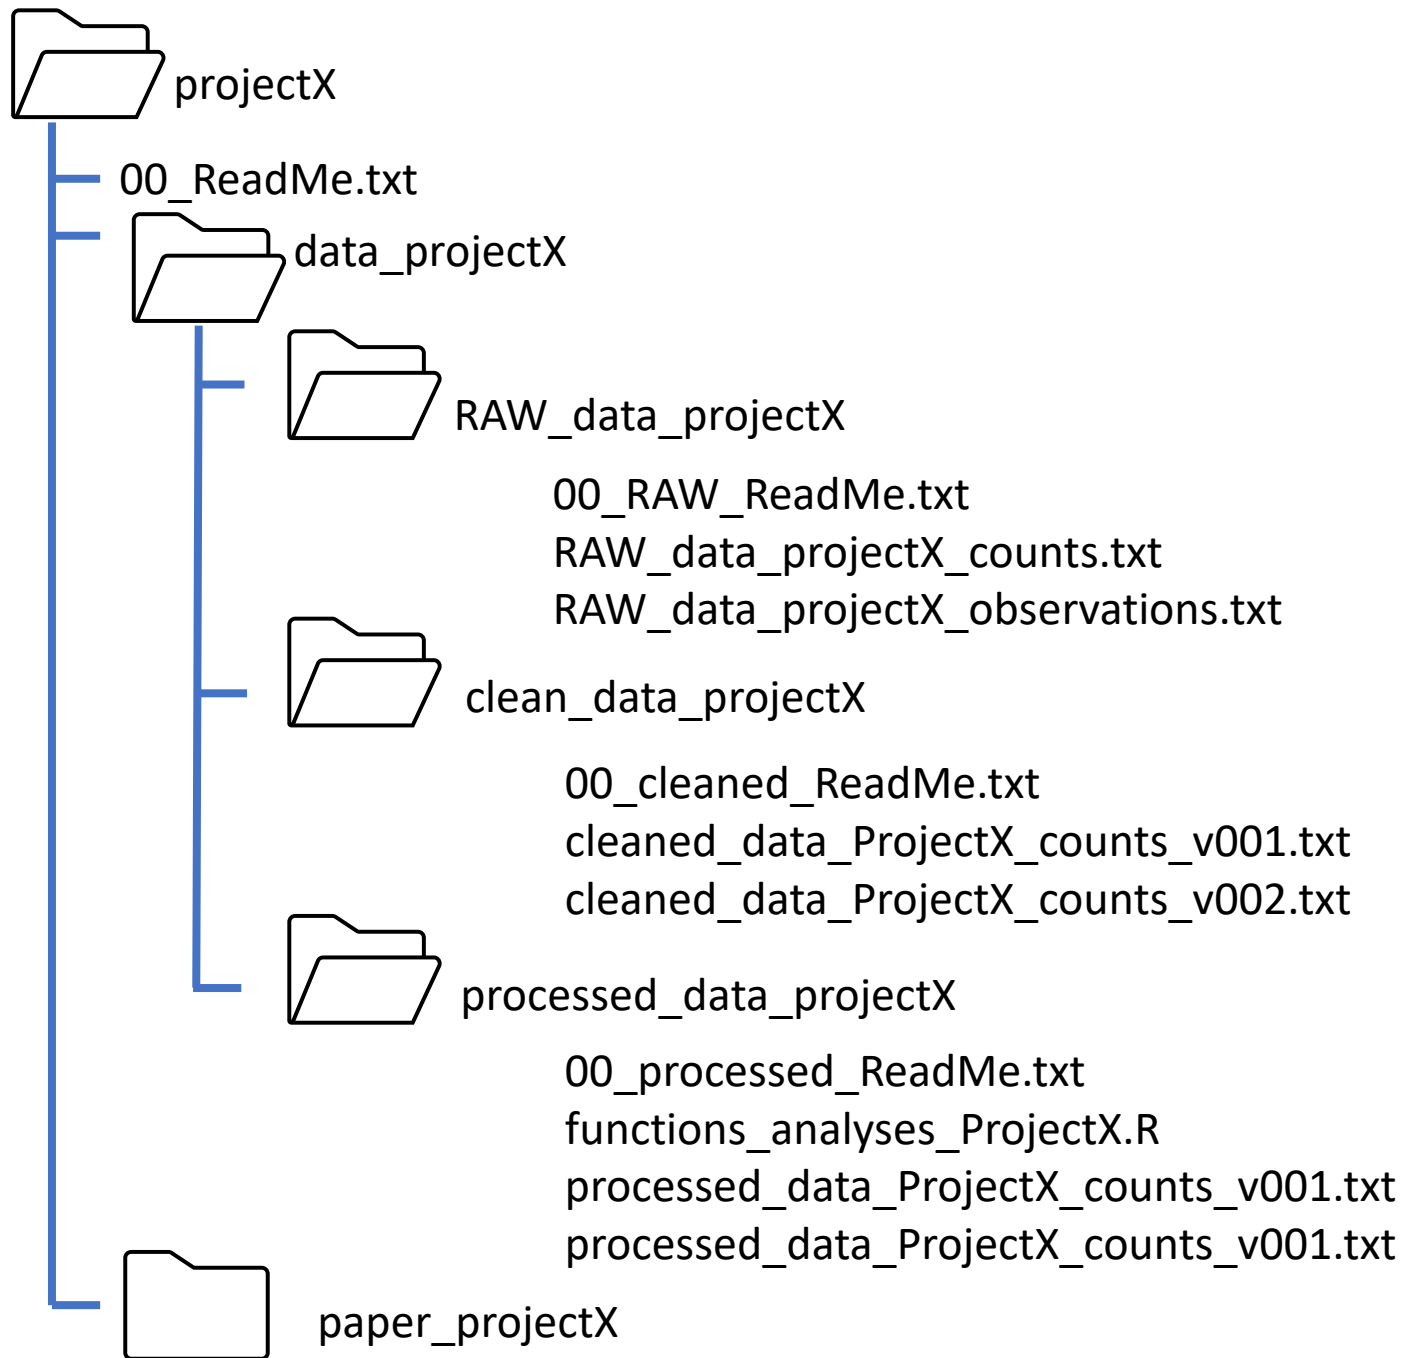 projectX
00_ReadMe.txt
data_projectX
RAW_data_projectX
00_RAW_ReadMe.txt
RAW_data_projectX_counts.txt
RAW_data_projectX_observations.txt
clean_data_projectX
00_cleaned_ReadMe.txt
cleaned_data_ProjectX_counts_v001.txt
cleaned_data_ProjectX_counts_v002.txt
processed_data_projectX
00_processed_ReadMe.txt
functions_analyses_ProjectX.R
processed_data_ProjectX_counts_v001.txt
processed_data_ProjectX_counts_v001.txt
paper_projectX